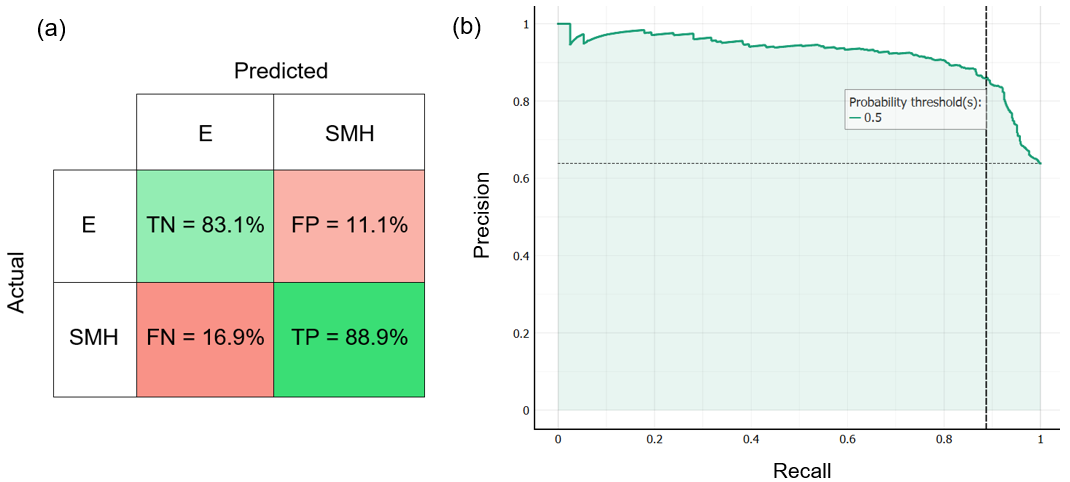 (a)
Predicted
E
SMH
E
TN = 83.1%
FP = 11.1%
SMH
FN = 16.9%
TP = 88.9%
Actual
(b)
1
0.8
0.6
0.4
0.2
0
Precision
Probability threshold(s):
0.5
0
0.2
0.4
0.6
0.8
1
Recall